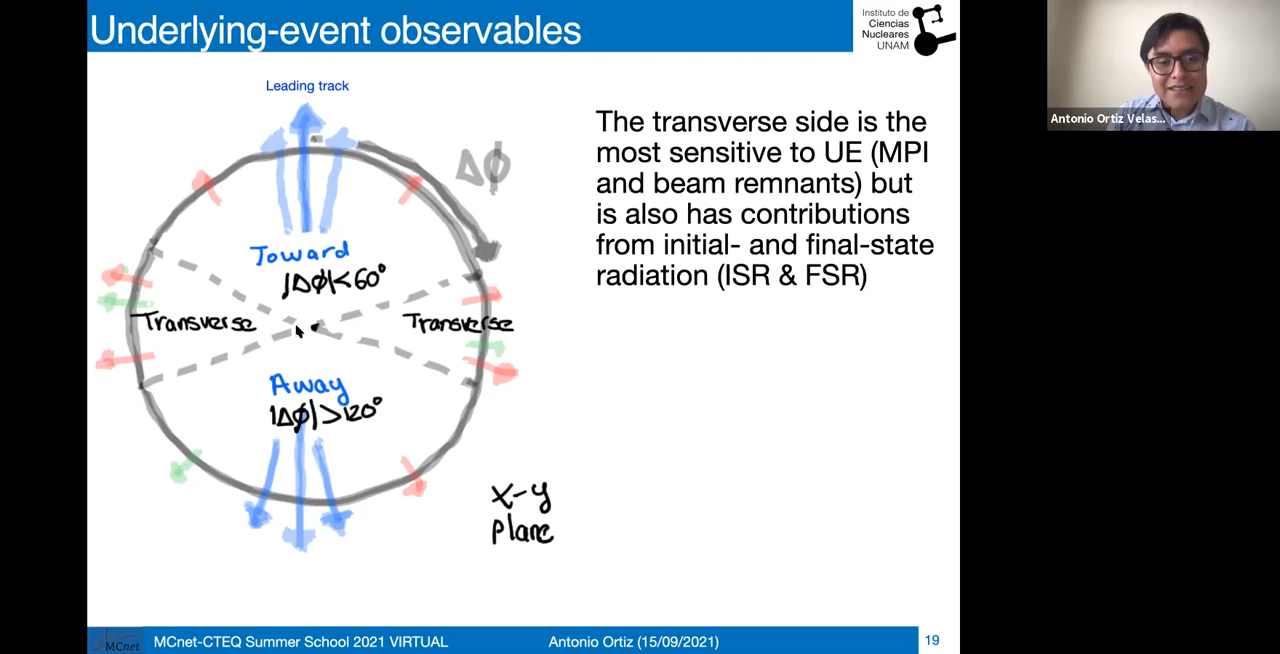 Underlying-event observables
Instituto de
Ciencias
Nucleares
UNAM
Antonio Ortiz Velas...
Leading track
Δϕ
Toward
|Δϕ|<60°
Transverse
Transverse
Away
|Δϕ|>120°
x-y
plane
The transverse side is the
most sensitive to UE (MPI
and beam remnants) but
is also has contributions
from initial- and final-state
radiation (ISR & FSR)
MCnet
MCnet-CTEQ Summer School 2021 VIRTUAL
Antonio Ortiz (15/09/2021)
19